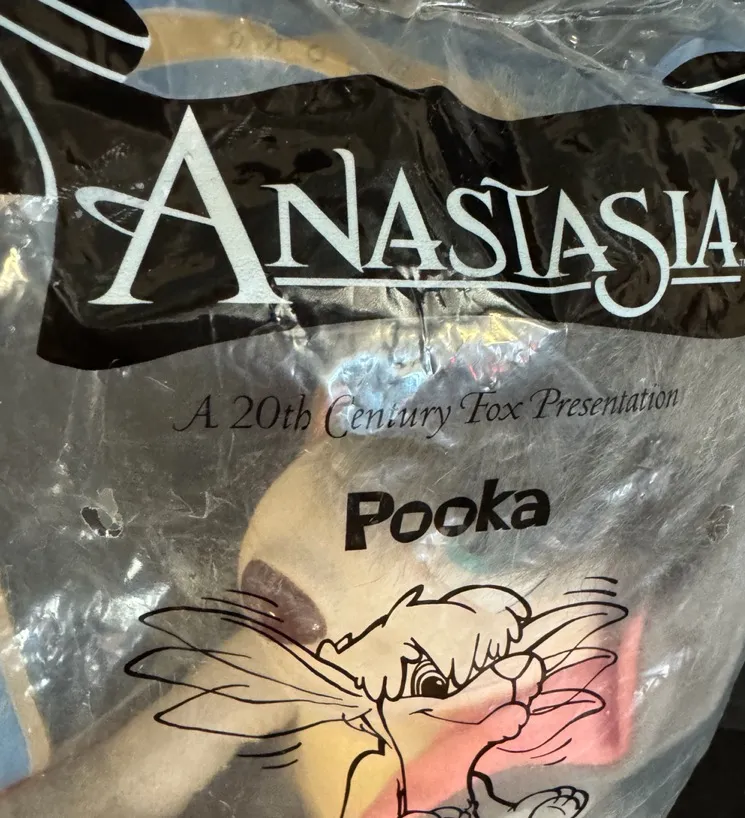 ANASTASIA
A 20th Century Fox Presentation
Pooka